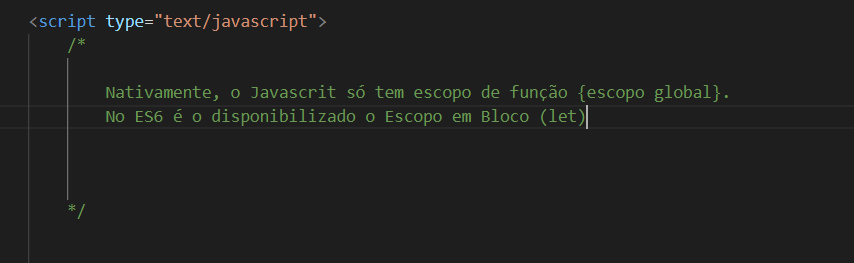 <script type="text/javascript">
/*
Nativamente, o Javascrit só tem escopo de função {escopo global}.
No ES6 é o disponibilizado o Escopo em Bloco (let)
*/